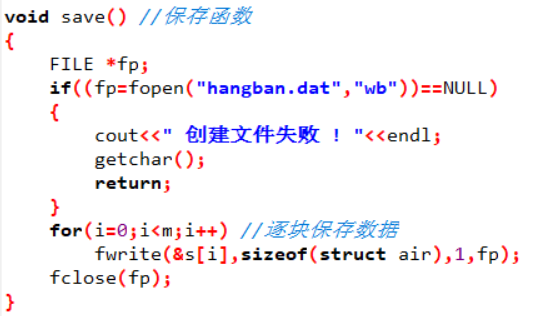 void save() //保存函数
{
    FILE *fp;
    if((fp=fopen("hangban.dat","wb"))==NULL)
    {
        cout<<" 创建文件失败 ! "<<endl;
        getchar();
        return;
    }
    for(i=0;i<m;i++) //逐块保存数据
        fwrite(&s[i],sizeof(struct air),1,fp);
    fclose(fp);
}